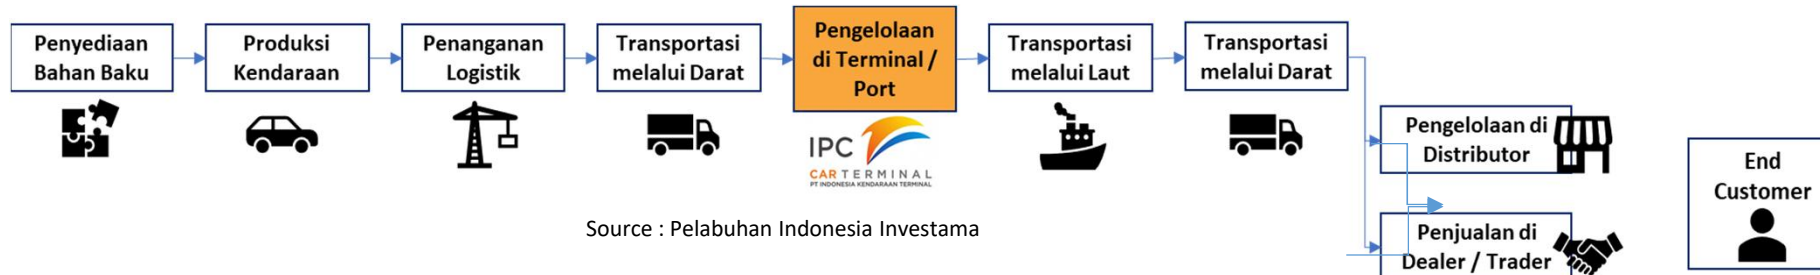 Penyediaan
Bahan Baku
Produksi
Kendaraan
Penanganan
Logistik
Transportasi
melalui Darat
Pengelolaan
di Terminal /
Port
Transportasi
melalui Laut
Transportasi
melalui Darat
Pengelolaan di
Distributor
Penjualan di
Dealer / Trader
End
Customer
IPC
CAR TERMINAL
PT INDONESIA KENDARAAN TERMINAL
Source : Pelabuhan Indonesia Investama